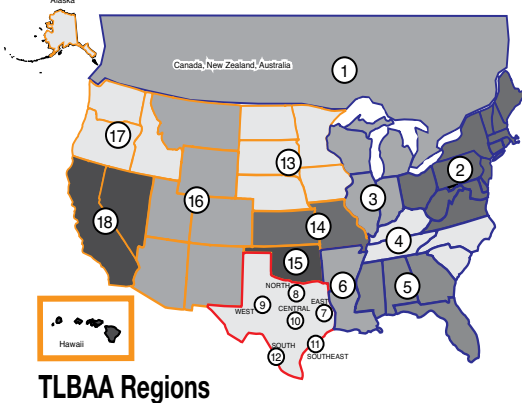 Alaska
Canada, New Zealand, Australia
1
17
13
2
16
3
18
14
4
15
6
5
NORTH
8
WEST
9
EAST
CENTRAL
7
10
SOUTH
11
12
SOUTHEAST
Hawaii
TLBAA Regions